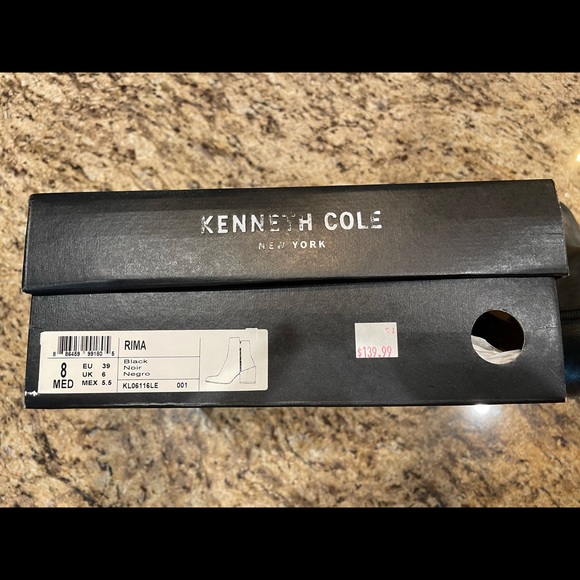 KENNETH COLE
NEW YORK
RIMA
Black
Noir
Negro
8 MED
EU 39
UK 6
MEX 5.5
KL06116LE 001
$139.99